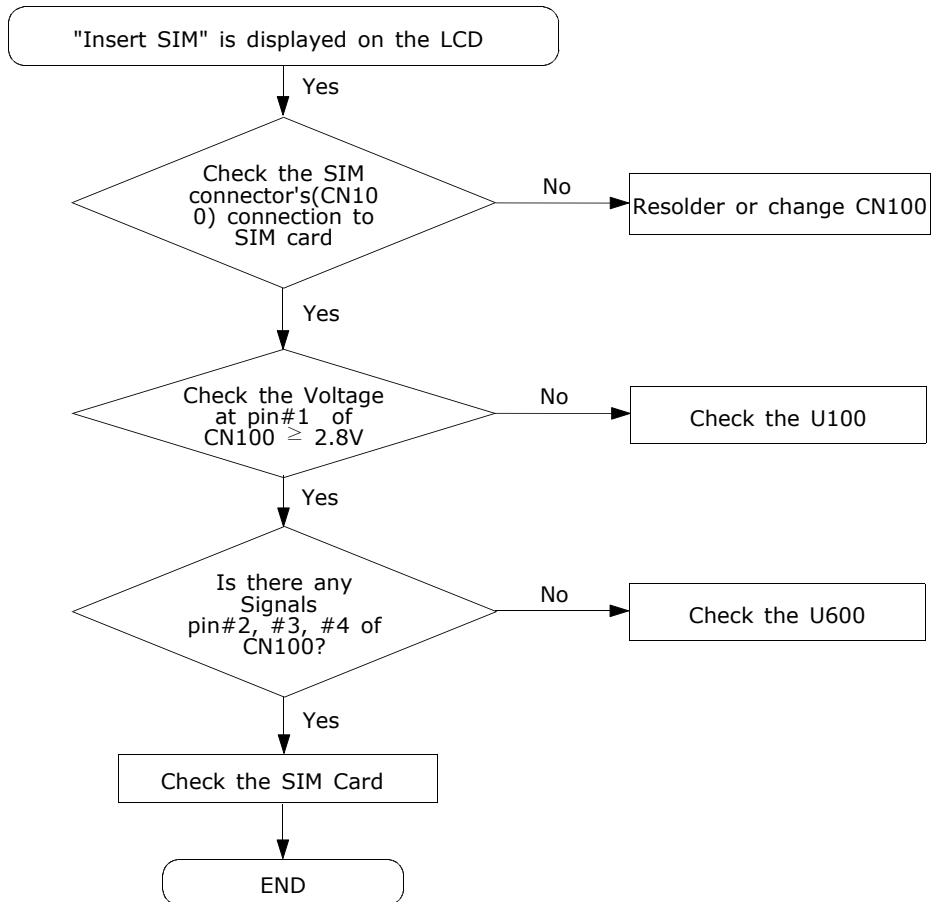 "Insert SIM" is displayed on the LCD
Yes
Check the SIM
connector's(CN10
0) connection to
SIM card
No
Resolder or change CN100
Yes
Check the Voltage
at pin#1 of
CN100 ≥ 2.8V
No
Check the U100
Yes
Is there any
Signals
pin#2, #3, #4 of
CN100?
No
Check the U600
Yes
Check the SIM Card
END